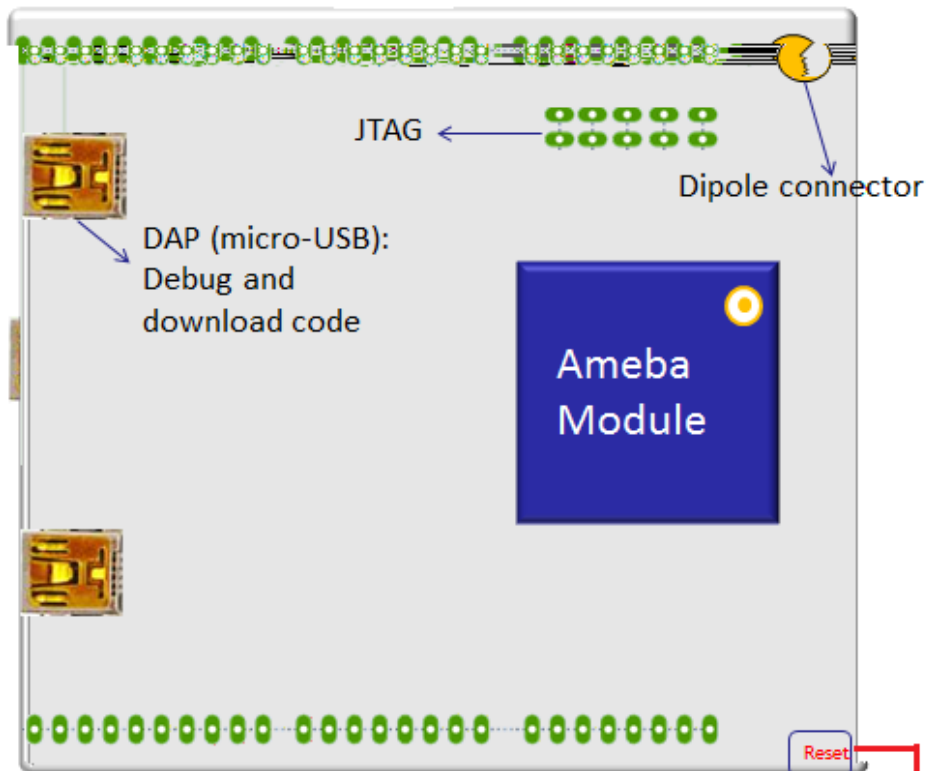 JTAG
Dipole connector
DAP (micro-USB):
Debug and
download code
Ameba
Module
Reset